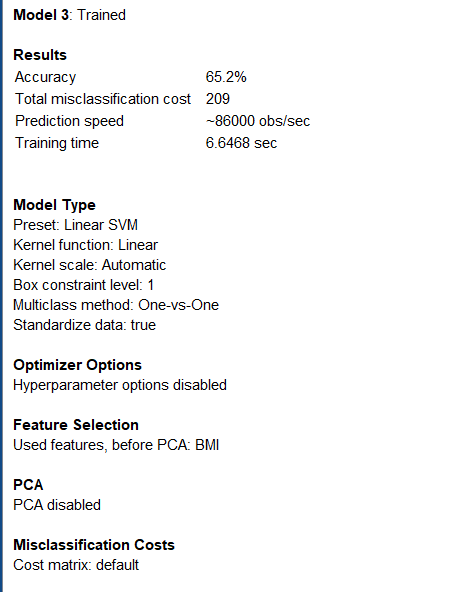 Model 3: Trained
Results
Accuracy 65.2%
Total misclassification cost 209
Prediction speed ~86000 obs/sec
Training time 6.6468 sec
Model Type
Preset: Linear SVM
Kernel function: Linear
Kernel scale: Automatic
Box constraint level: 1
Multiclass method: One-vs-One
Standardize data: true
Optimizer Options
Hyperparameter options disabled
Feature Selection
Used features, before PCA: BMI
PCA
PCA disabled
Misclassification Costs
Cost matrix: default